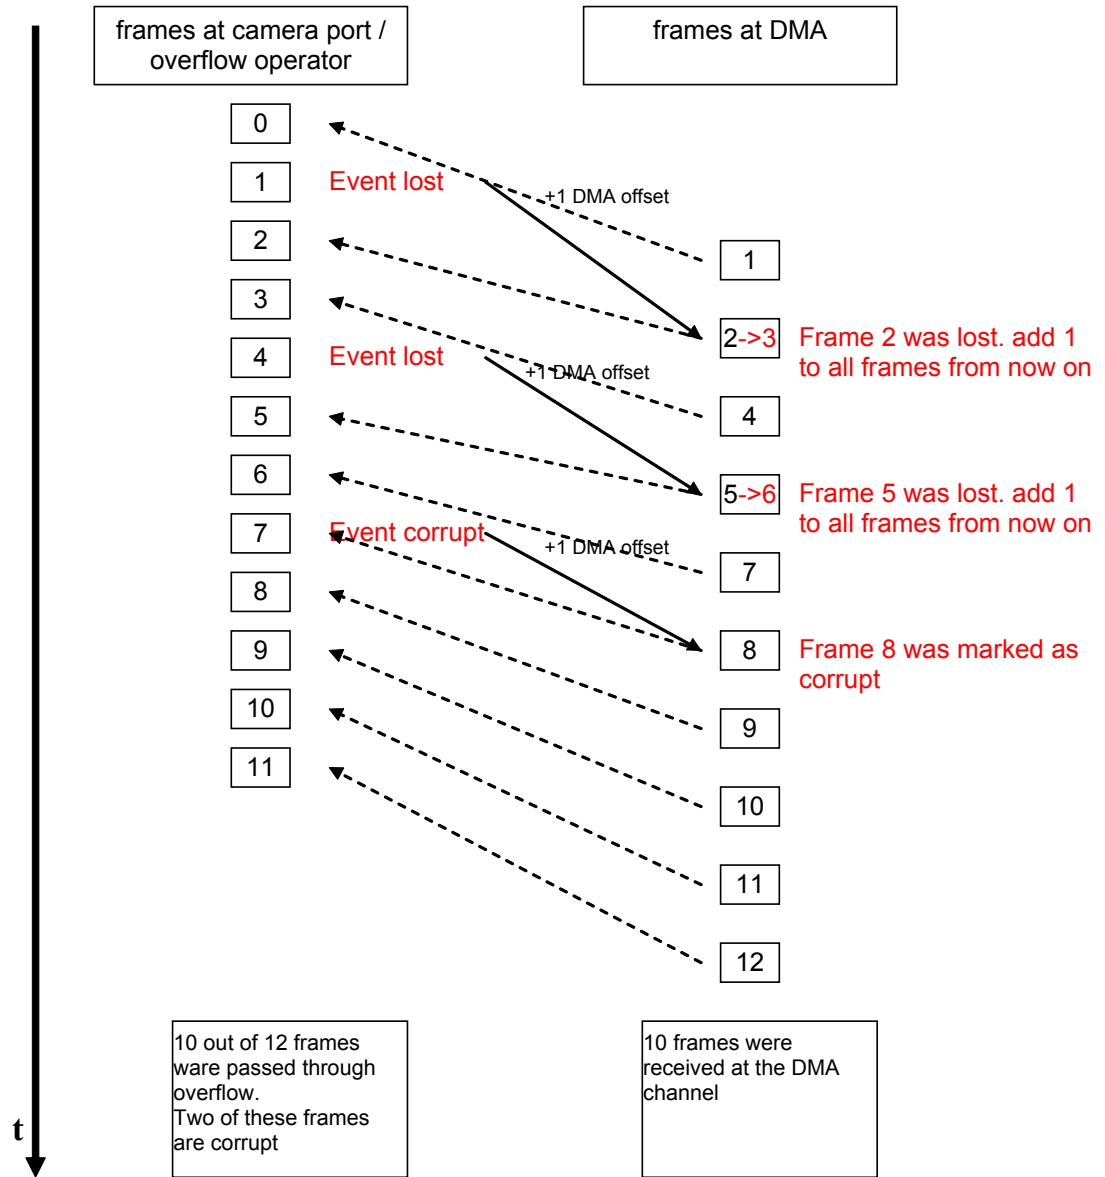 frames at camera port /
overflow operator
frames at DMA
0
1
Event lost
+1 DMA offset
2
1
3
2->3
Frame 2 was lost. add 1
to all frames from now on
4
Event lost
+1 DMA offset
5
4
6
5->6
Frame 5 was lost. add 1
to all frames from now on
7
Event corrupt
+1 DMA offset
7
8
9
8
Frame 8 was marked as
corrupt
10
9
11
10
11
12
10 out of 12 frames
ware passed through
overflow.
Two of these frames
are corrupt
10 frames were
received at the DMA
channel
t